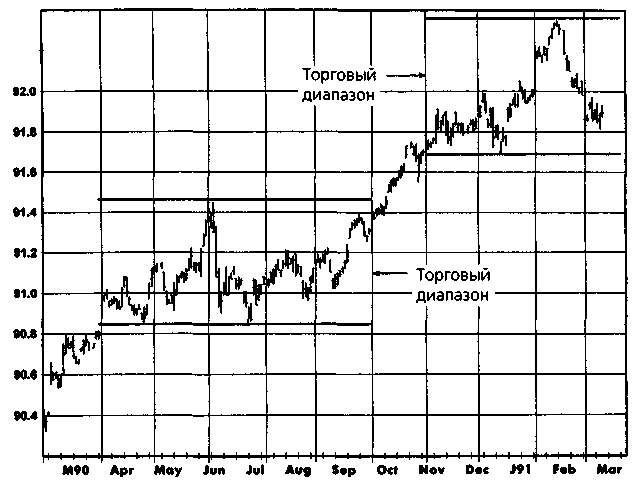 Торговый
диапазон
92.0
91.8
91.6
91.4
91.2
91.0
90.8
90.6
90.4
Торговый
диапазон
M90 Apr May Jun Jul Aug Sep Oct Nov Dec J91 Feb Mar